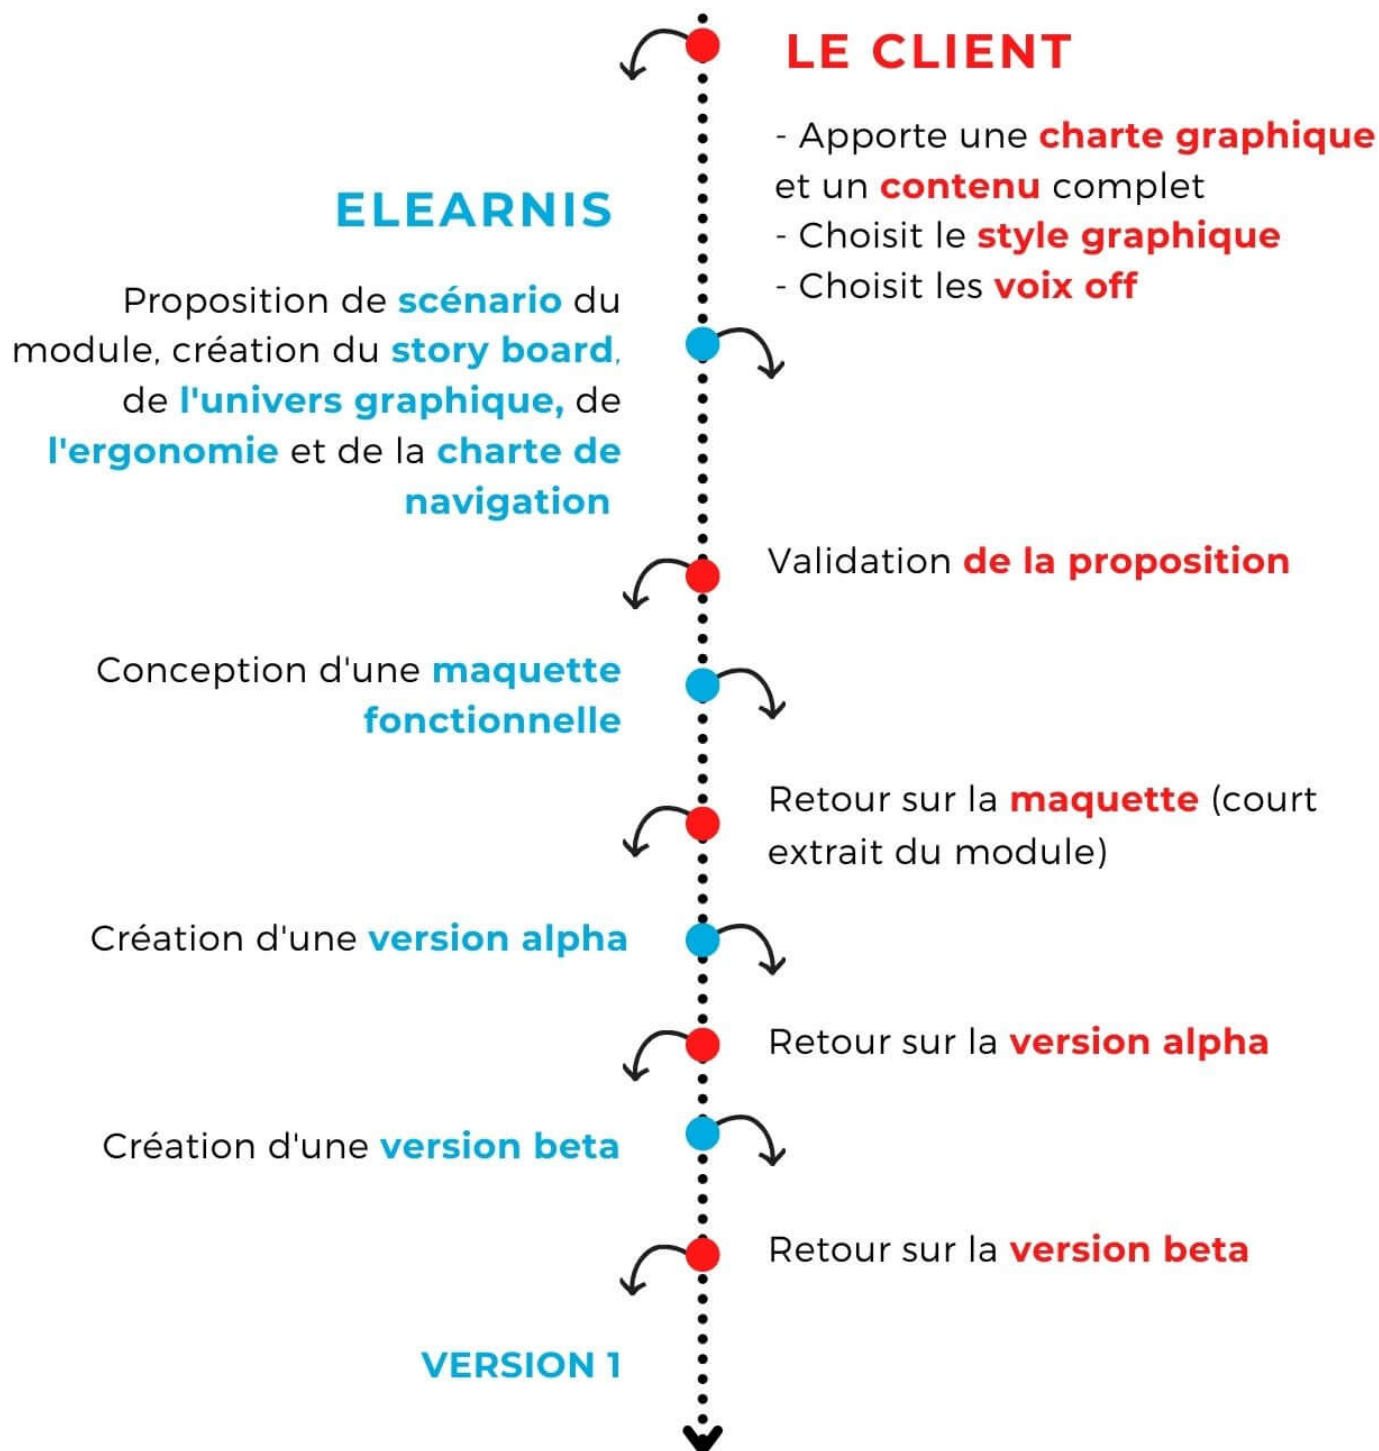 LE CLIENT
- Apporte une charte graphique
et un contenu complet
- Choisit le style graphique
- Choisit les voix off
ELEARNIS
Proposition de scénario du
module, création du story board,
de l'univers graphique, de
l'ergonomie et de la charte de
navigation
Validation de la proposition
Conception d'une maquette
fonctionnelle
Retour sur la maquette (court
extrait du module)
Création d'une version alpha
Retour sur la version alpha
Création d'une version beta
Retour sur la version beta
VERSION 1